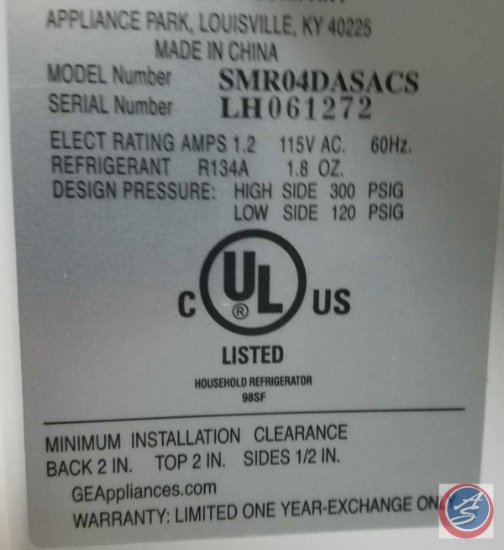 APPLIANCE PARK, LOUISVILLE, KY 40225
MADE IN CHINA
MODEL Number SMR04DASACS
SERIAL Number LH061272
ELECT RATING AMPS 1.2 115V AC. 60Hz.
REFRIGERANT R134A 1.8 OZ.
DESIGN PRESSURE: HIGH SIDE 300 PSIG
LOW SIDE 120 PSIG
C UL ® US
LISTED
HOUSEHOLD REFRIGERATOR
98SF
MINIMUM INSTALLATION CLEARANCE
BACK 2 IN. TOP 2 IN. SIDES 1/2 IN.
GEAppliances.com
WARRANTY: LIMITED ONE YEAR-EXCHANGE